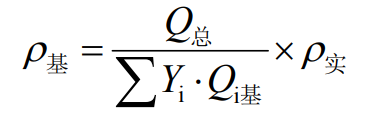 ρ基 = Q总 / ∑Yi·Qi基 × ρ实